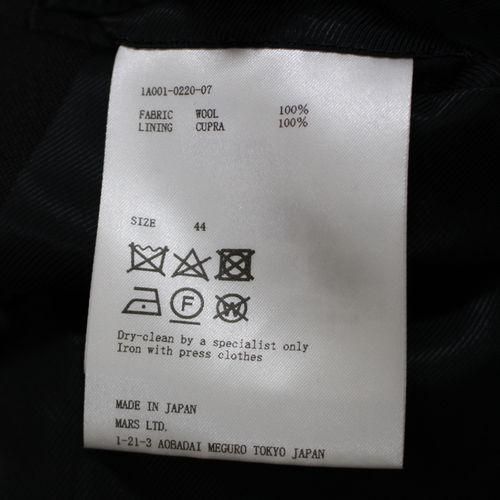 1A001-0220-07
FABRIC WOOL 100%
LINING CUPRA 100%
SIZE 44
F W
Dry-clean by a specialist only
Iron with press clothes
MADE IN JAPAN
MARS LTD.
1-21-3 AOBADAI MEGURO TOKYO JAPAN